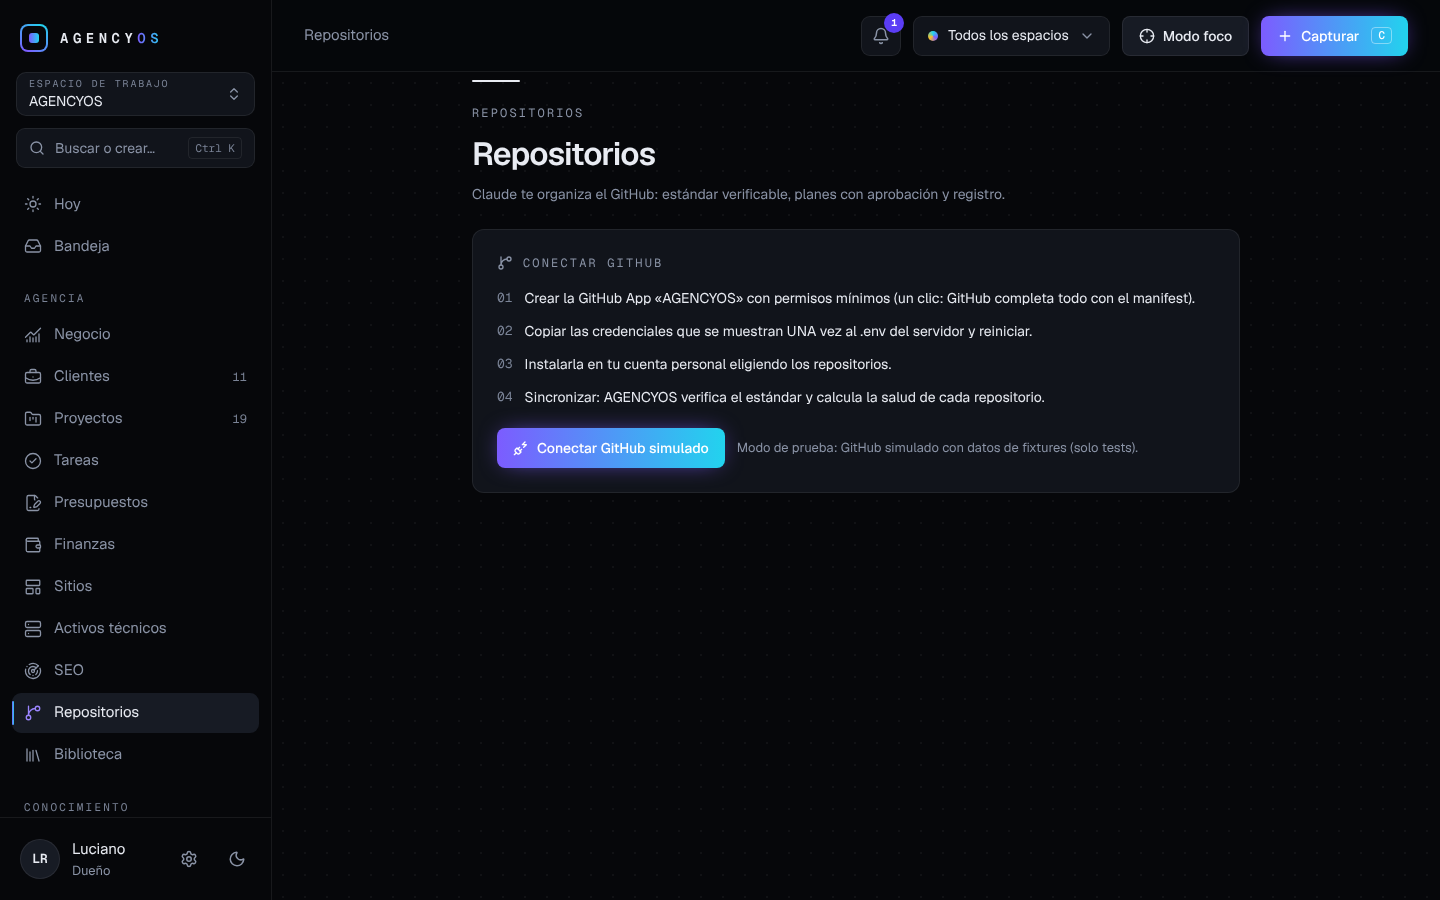 AGENCYOS
ESPACIO DE TRABAJO
AGENCYOS
Buscar o crear...
Ctrl K
Hoy
Bandeja
AGENCIA
Negocio
Clientes 11
Proyectos 19
Tareas
Presupuestos
Finanzas
Sitios
Activos técnicos
SEO
Repositorios
Biblioteca
CONOCIMIENTO
LR
Luciano
Dueño
Repositorios
1
Todos los espacios
Modo foco
Capturar C
REPOSITORIOS
Repositorios
Claude te organiza el GitHub: estándar verificable, planes con aprobación y registro.
CONECTAR GITHUB
01 Crear la GitHub App «AGENCYOS» con permisos mínimos (un clic: GitHub completa todo con el manifest).
02 Copiar las credenciales que se muestran UNA vez al .env del servidor y reiniciar.
03 Instalarla en tu cuenta personal eligiendo los repositorios.
04 Sincronizar: AGENCYOS verifica el estándar y calcula la salud de cada repositorio.
Conectar GitHub simulado
Modo de prueba: GitHub simulado con datos de fixtures (solo tests).